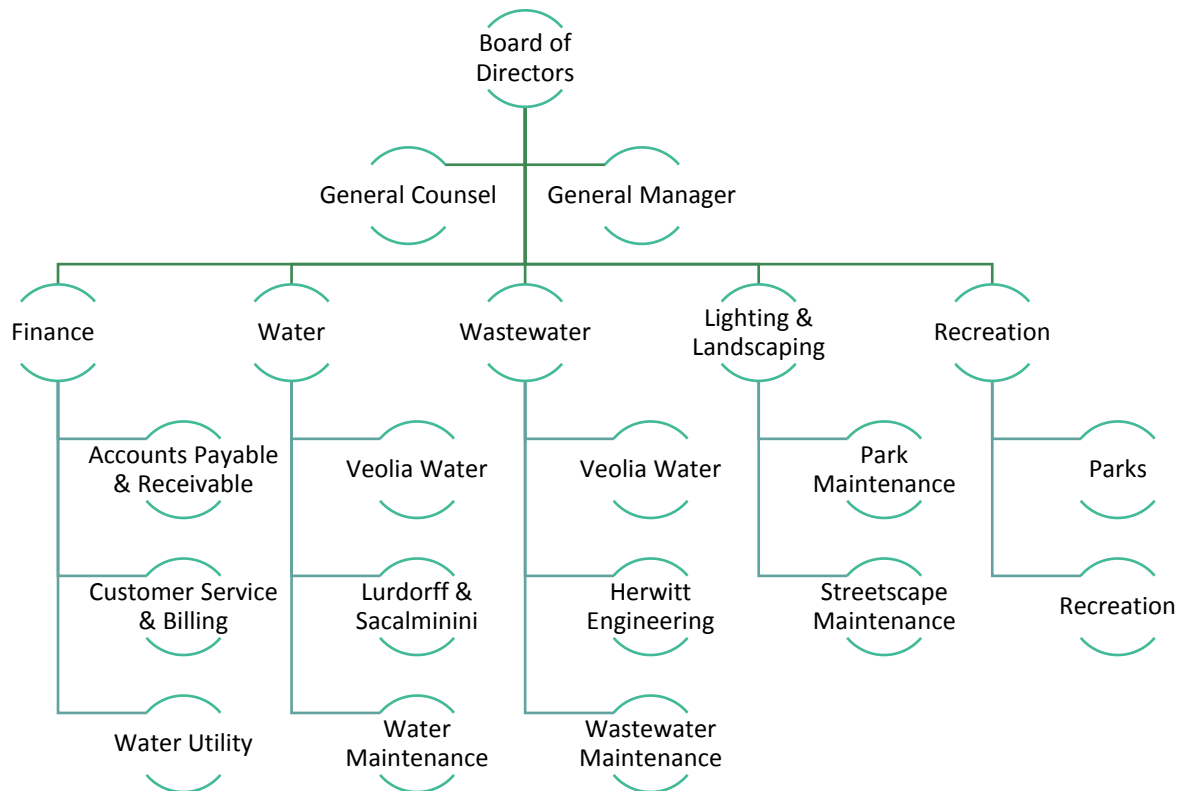 Board of
Directors
General Counsel
General Manager
Finance
Water
Wastewater
Lighting &
Landscaping
Recreation
Accounts Payable
& Receivable
Veolia Water
Veolia Water
Park
Maintenance
Parks
Customer Service
& Billing
Lurdorff &
Sacalminini
Herwitt
Engineering
Streetscape
Maintenance
Recreation
Water Utility
Water
Maintenance
Wastewater
Maintenance